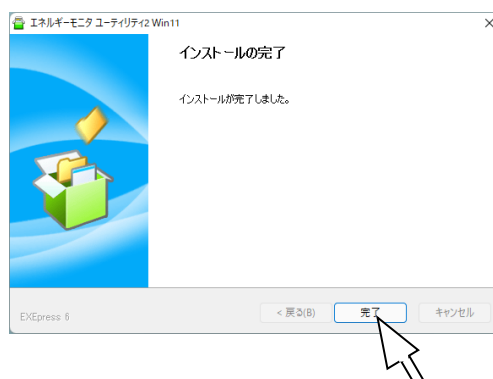 エネルギーモニタ ユーティリティ2 Win11
インストールの完了
インストールが完了しました。
EXEpress 6
< 戻る(B)
完了
キャンセル